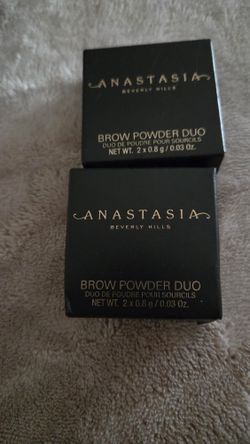 ANASTASIA
BEVERLY HILLS
BROW POWDER DUO
DUO DE POUDRE POUR SOURCILS
NET WT. 2 x 0.8 g / 0.03 Oz.
ANASTASIA
BEVERLY HILLS
BROW POWDER DUO
DUO DE POUDRE POUR SOURCILS
NET WT. 2 x 0.8 g / 0.03 Oz.